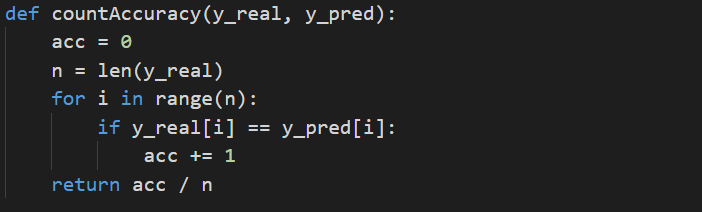 def countAccuracy(y_real, y_pred):
    acc = 0
    n = len(y_real)
    for i in range(n):
        if y_real[i] == y_pred[i]:
            acc += 1
    return acc / n